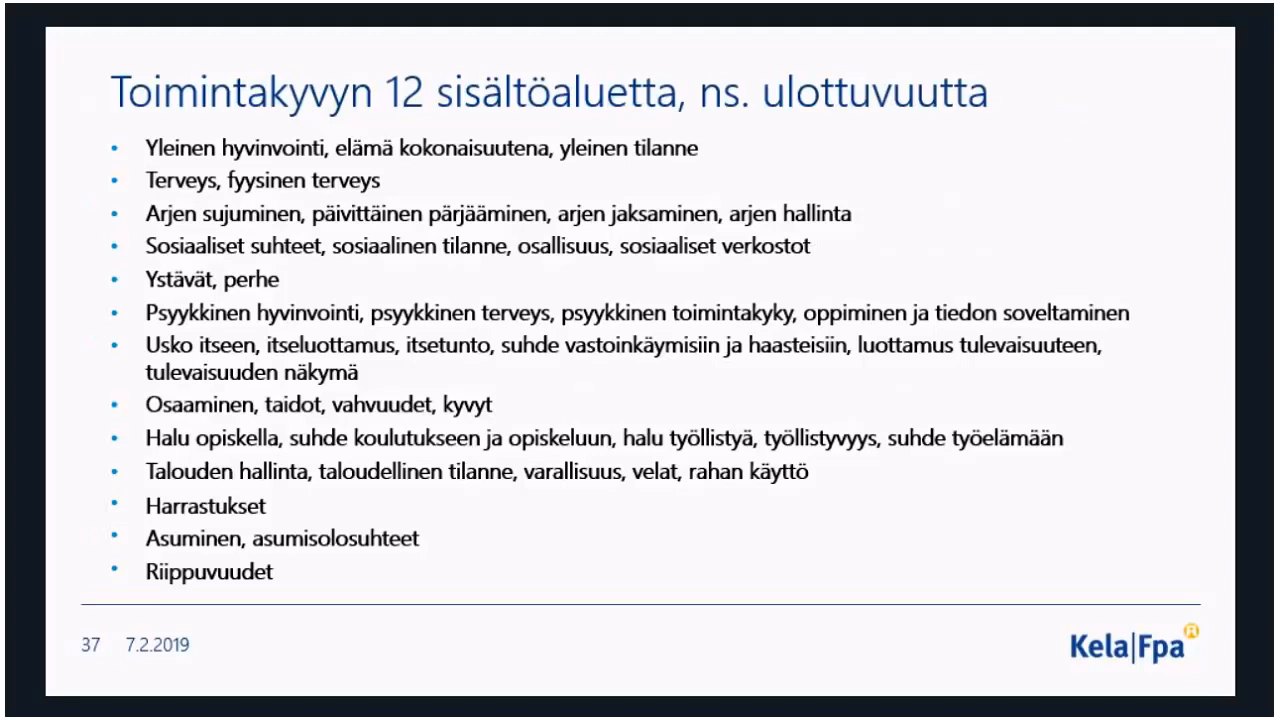 Toimintakyvyn 12 sisältöaluetta, ns. ulottuvuutta
• Yleinen hyvinvointi, elämä kokonaisuutena, yleinen tilanne
• Terveys, fyysinen terveys
• Arjen sujuminen, päivittäinen pärjääminen, arjen jaksaminen, arjen hallinta
• Sosiaaliset suhteet, sosiaalinen tilanne, osallisuus, sosiaaliset verkostot
• Ystävät, perhe
• Psyykkinen hyvinvointi, psyykkinen terveys, psyykkinen toimintakyky, oppiminen ja tiedon soveltaminen
• Usko itseen, itseluottamus, itsetunto, suhde vastoinkäymisiin ja haasteisiin, luottamus tulevaisuuteen,
tulevaisuuden näkymä
• Osaaminen, taidot, vahvuudet, kyvyt
• Halu opiskella, suhde koulutukseen ja opiskeluun, halu työllistyä, työllistyvyys, suhde työelämään
• Talouden hallinta, taloudellinen tilanne, varallisuus, velat, rahan käyttö
• Harrastukset
• Asuminen, asumisolosuhteet
• Riippuvuudet
37 7.2.2019
Kela|Fpa